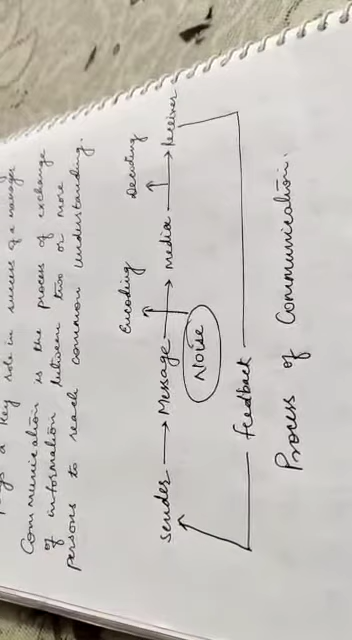 a key role in success of a manager
Communication is the process of exchange
of information between two or more
persons to reach common understanding.
Encoding Decoding
Sender Message Media Receiver
Noise
feedback
Process of Communication.